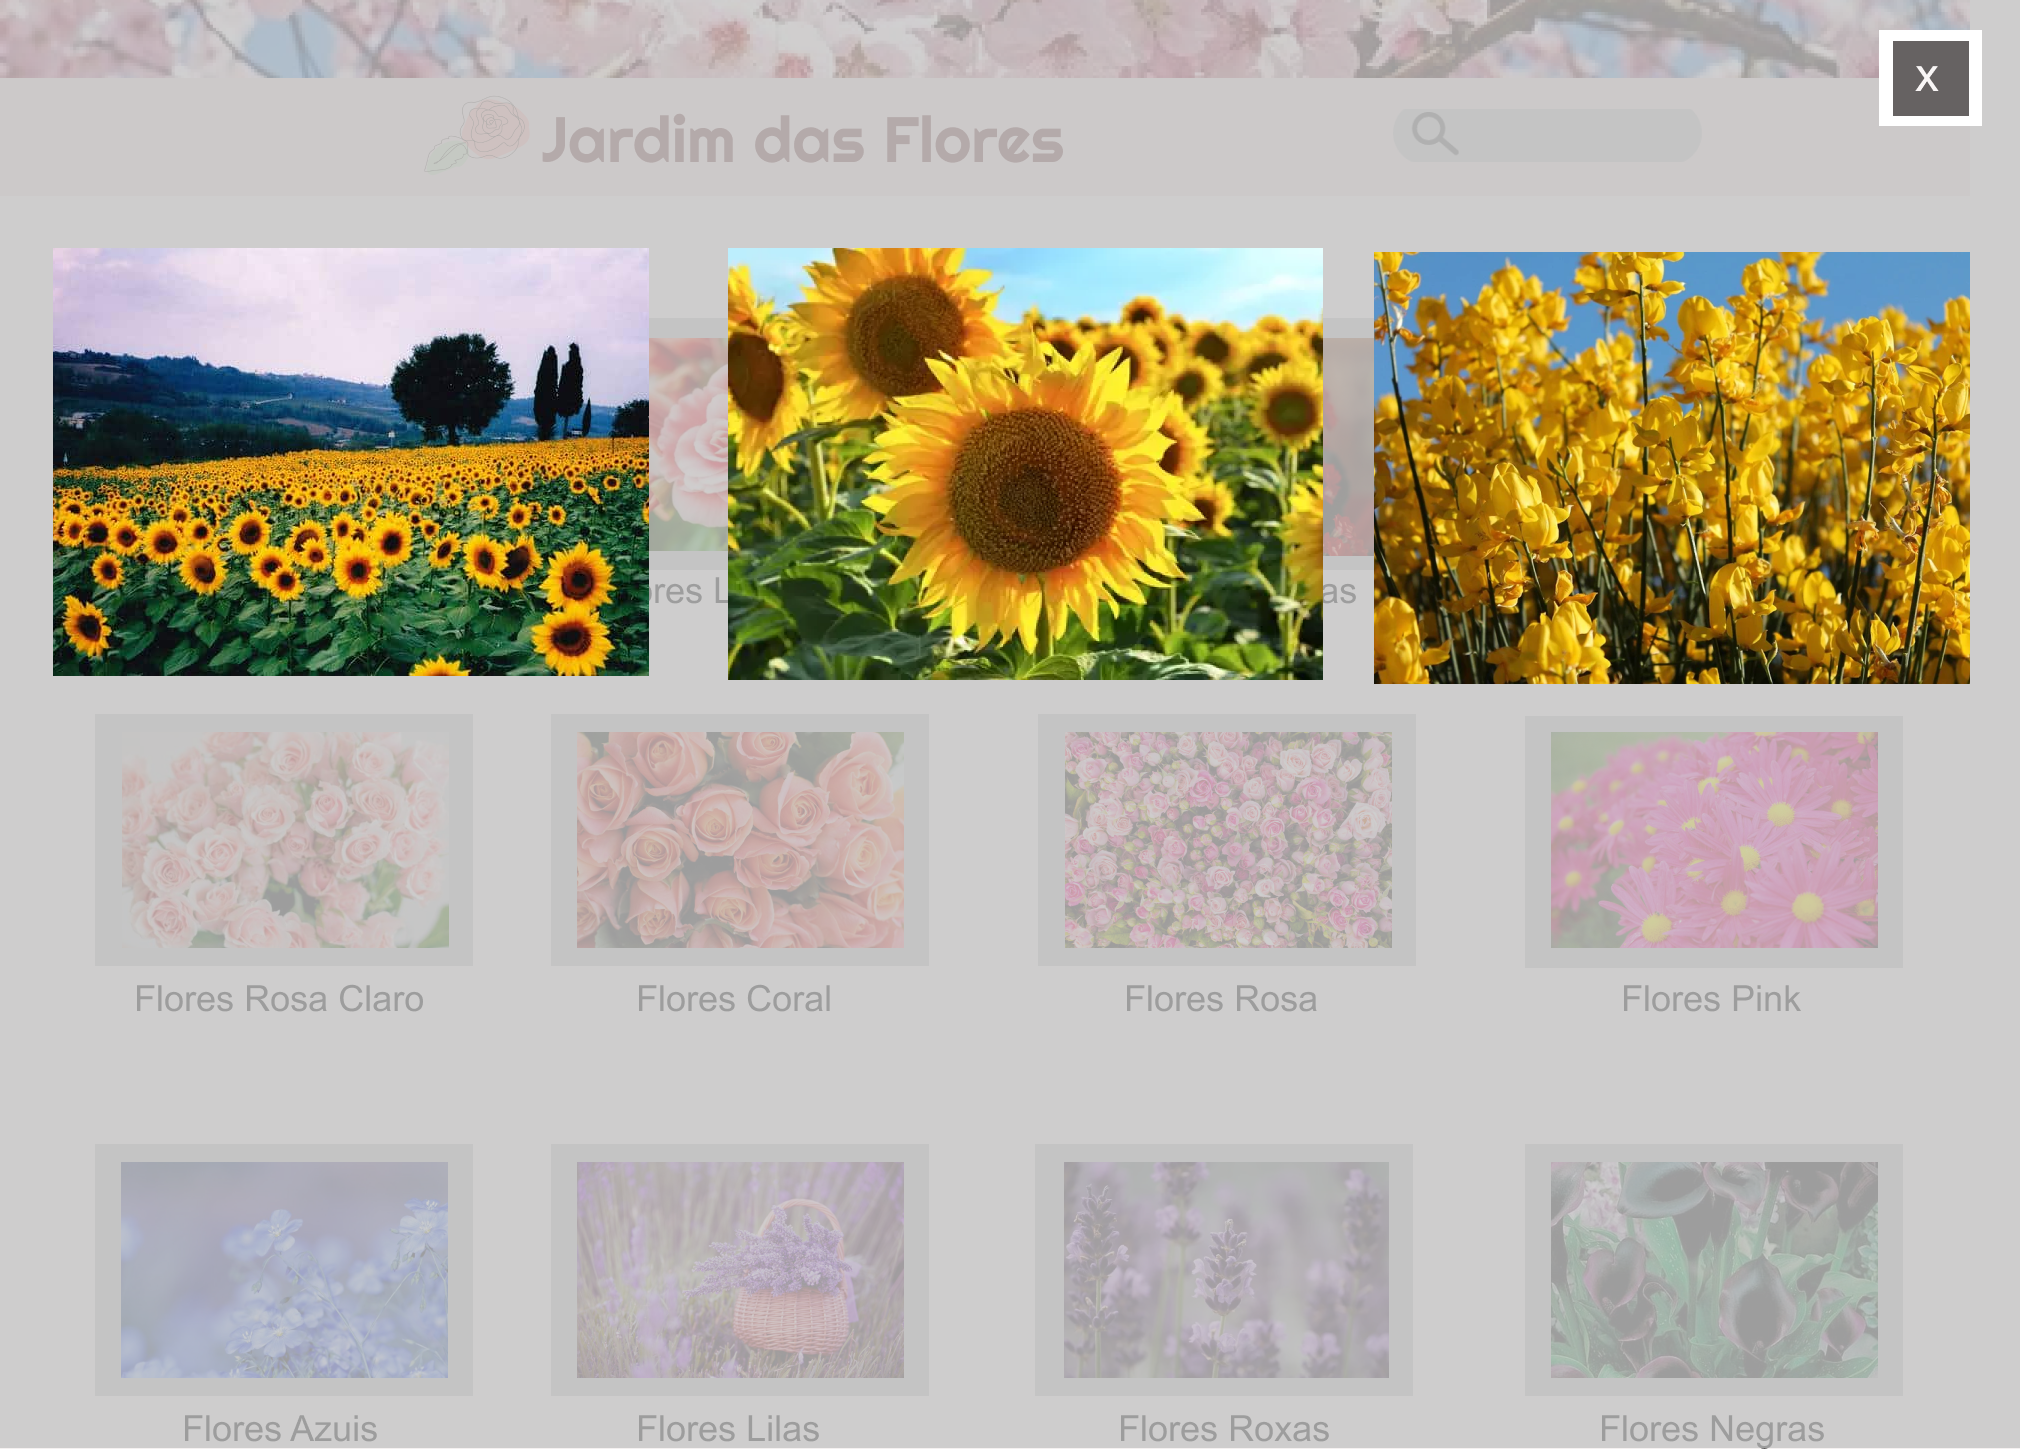 X
Jardim das Flores
res L
as
Flores Rosa Claro
Flores Coral
Flores Rosa
Flores Pink
Flores Azuis
Flores Lilas
Flores Roxas
Flores Negras